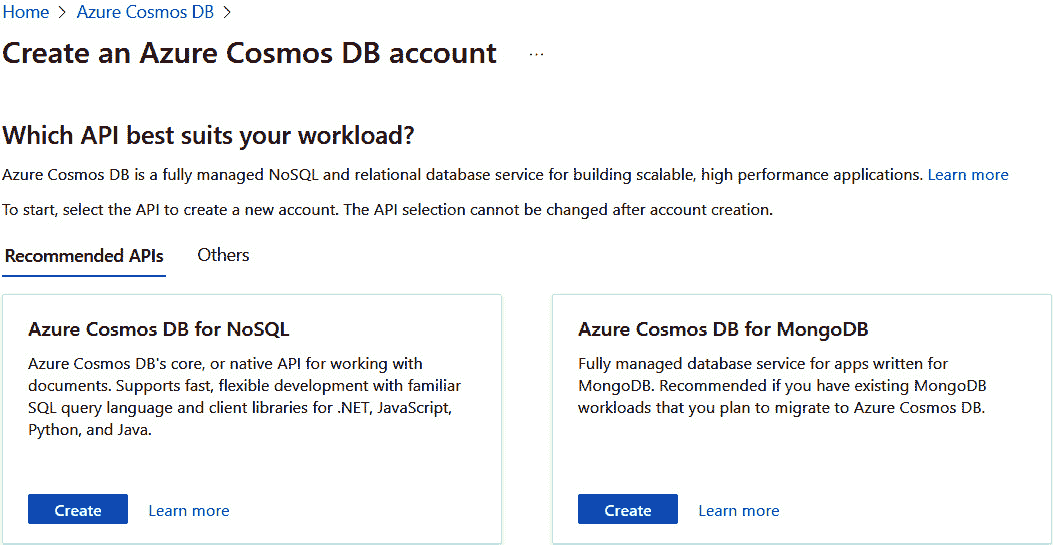 Home > Azure Cosmos DB >
Create an Azure Cosmos DB account ...
Which API best suits your workload?
Azure Cosmos DB is a fully managed NoSQL and relational database service for building scalable, high performance applications. Learn more
To start, select the API to create a new account. The API selection cannot be changed after account creation.
Recommended APIs Others
Azure Cosmos DB for NoSQL
Azure Cosmos DB's core, or native API for working with
documents. Supports fast, flexible development with familiar
SQL query language and client libraries for .NET, JavaScript,
Python, and Java.
Create Learn more
Azure Cosmos DB for MongoDB
Fully managed database service for apps written for
MongoDB. Recommended if you have existing MongoDB
workloads that you plan to migrate to Azure Cosmos DB.
Create Learn more